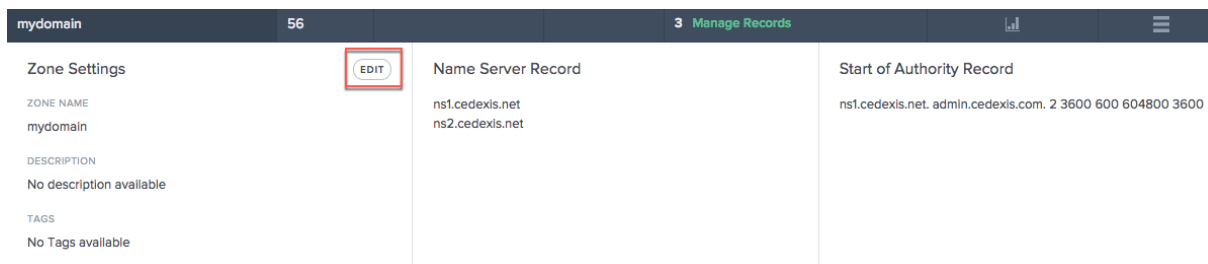 mydomain 56 3 Manage Records
Zone Settings EDIT
ZONE NAME
mydomain
DESCRIPTION
No description available
TAGS
No Tags available
Name Server Record
ns1.cedexis.net
ns2.cedexis.net
Start of Authority Record
ns1.cedexis.net. admin.cedexis.com. 2 3600 600 604800 3600